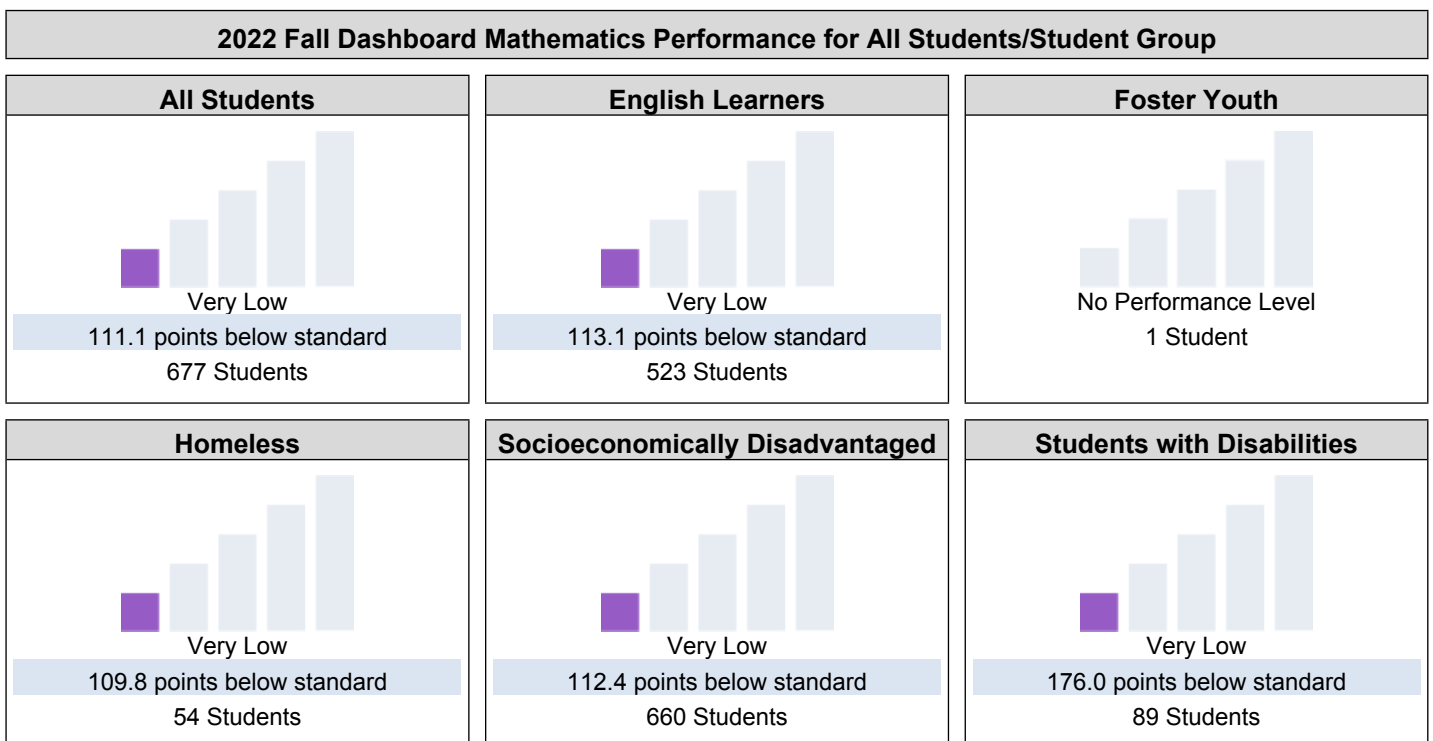 2022 Fall Dashboard Mathematics Performance for All Students/Student Group
All Students
Very Low
111.1 points below standard
677 Students
English Learners
Very Low
113.1 points below standard
523 Students
Foster Youth
No Performance Level
1 Student
Homeless
Very Low
109.8 points below standard
54 Students
Socioeconomically Disadvantaged
Very Low
112.4 points below standard
660 Students
Students with Disabilities
Very Low
176.0 points below standard
89 Students